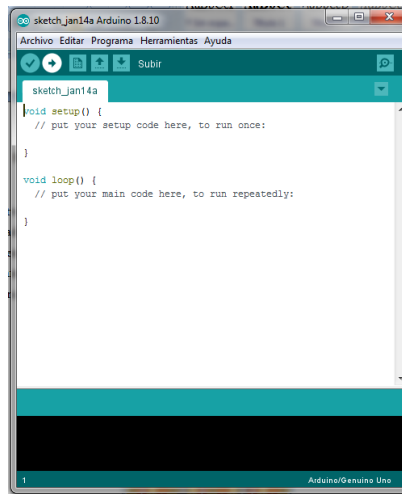 sketch_jan14a Arduino 1.8.10
Archivo Editar Programa Herramientas Ayuda
Subir
sketch_jan14a
void setup() {
// put your setup code here, to run once:
}
void loop() {
// put your main code here, to run repeatedly:
}
1
Arduino/Genuino Uno